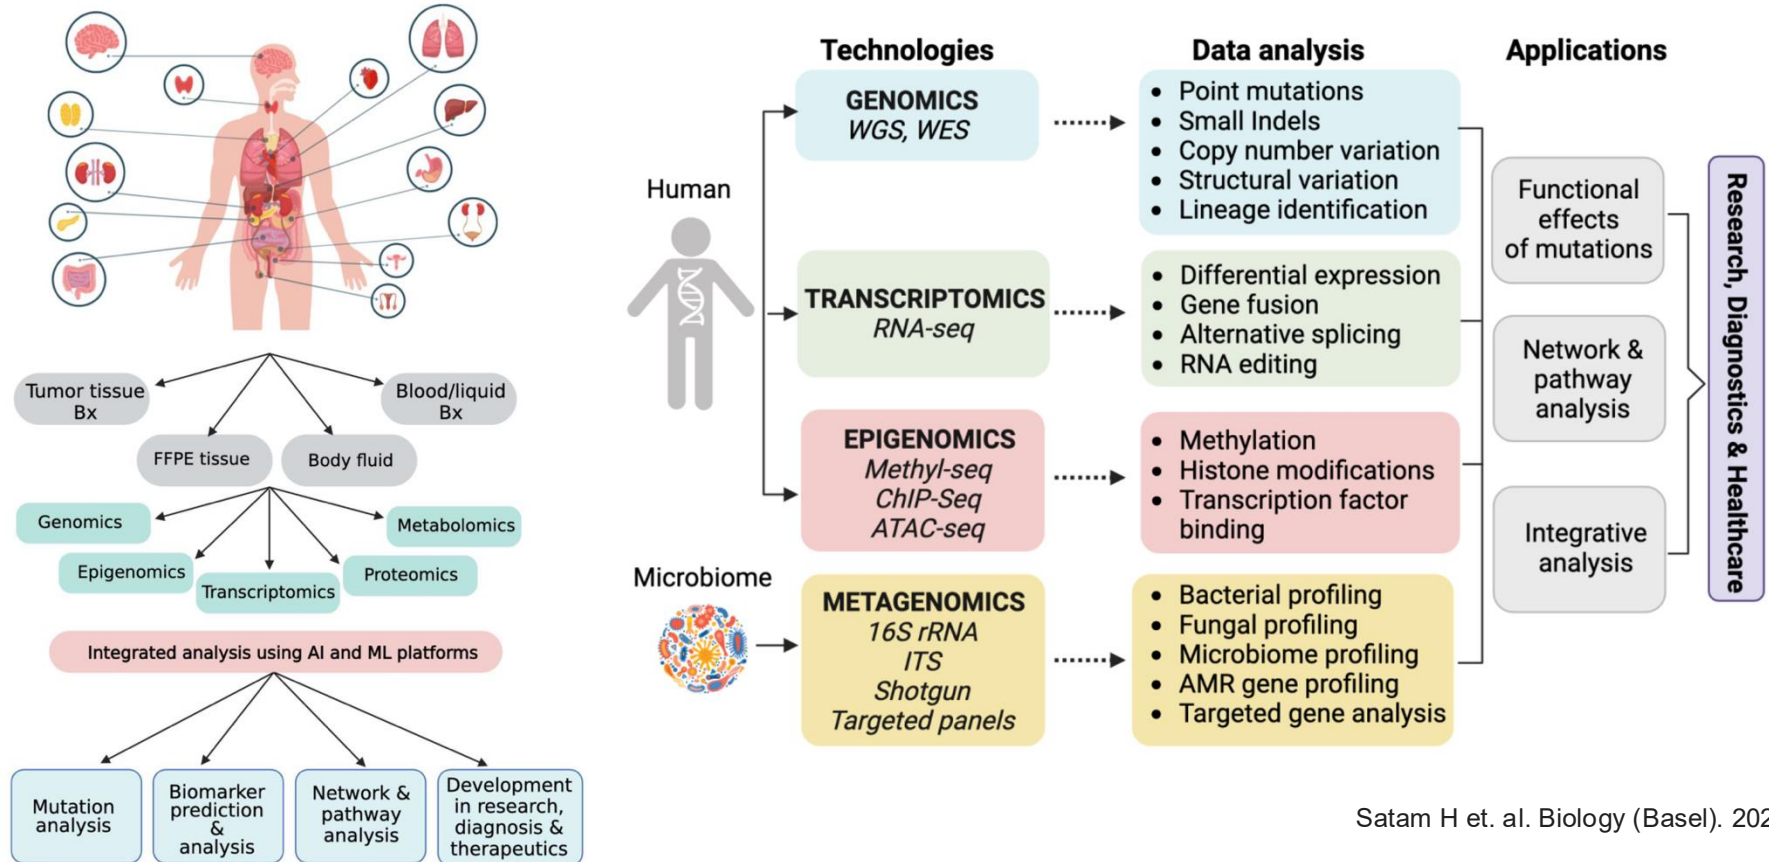 Tumor tissue
Bx
Blood/liquid
Bx
FFPE tissue
Body fluid
Genomics
Metabolomics
Epigenomics
Proteomics
Transcriptomics
Integrated analysis using AI and ML platforms
Mutation
analysis
Biomarker
prediction
&
analysis
Network &
pathway
analysis
Development
in research,
diagnosis &
therapeutics
Technologies
Data analysis
Applications
Human
GENOMICS
WGS, WES
• Point mutations
• Small Indels
• Copy number variation
• Structural variation
• Lineage identification
TRANSCRIPTOMICS
RNA-seq
• Differential expression
• Gene fusion
• Alternative splicing
• RNA editing
EPIGENOMICS
Methyl-seq
ChIP-Seq
ATAC-seq
• Methylation
• Histone modifications
• Transcription factor
binding
Microbiome
METAGENOMICS
16S rRNA
ITS
Shotgun
Targeted panels
• Bacterial profiling
• Fungal profiling
• Microbiome profiling
• AMR gene profiling
• Targeted gene analysis
Functional
effects
of mutations
Network &
pathway
analysis
Integrative
analysis
Research, Diagnostics & Healthcare
Satam H et. al. Biology (Basel). 202